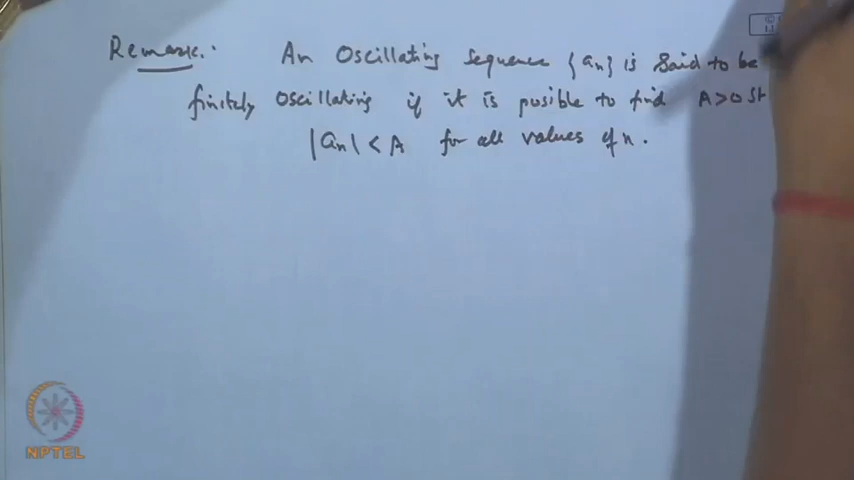 Remark:
An Oscillating sequence {an} is said to be
finitely Oscillating if it is posible to find A>0 st
|an| < A for all values of n.
NPTEL